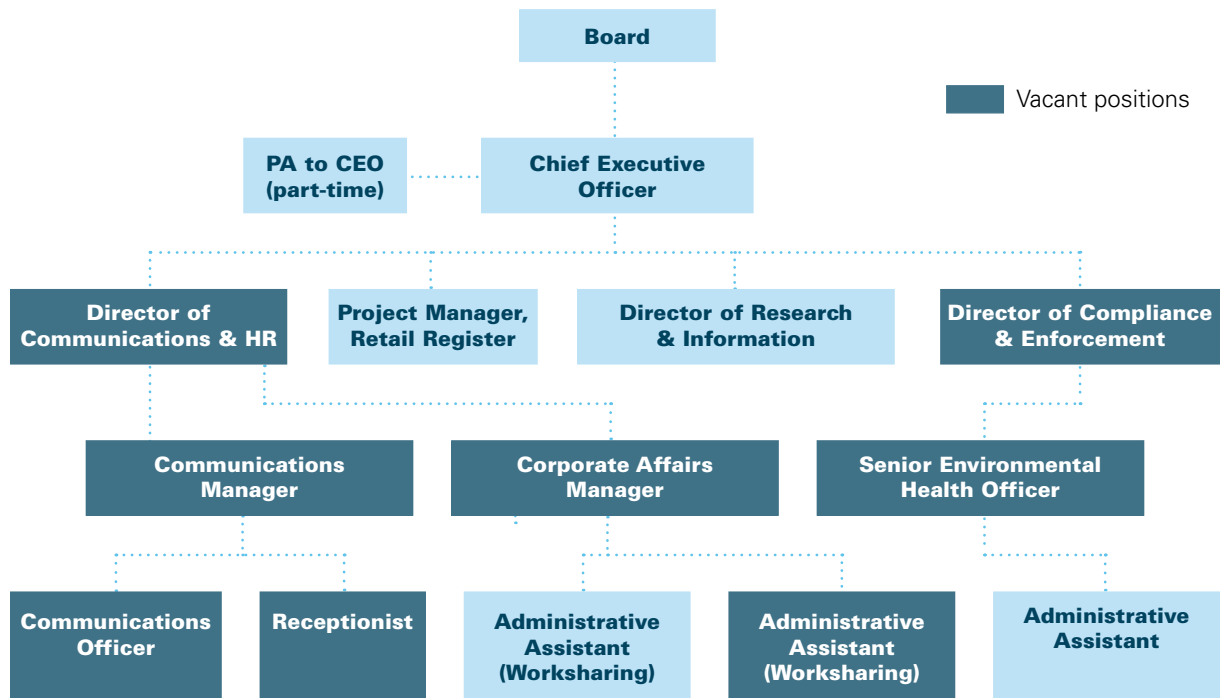 Board
Vacant positions
PA to CEO
(part-time)
Chief Executive
Officer
Director of
Communications & HR
Project Manager,
Retail Register
Director of Research
& Information
Director of Compliance
& Enforcement
Communications
Manager
Corporate Affairs
Manager
Senior Environmental
Health Officer
Communications
Officer
Receptionist
Administrative
Assistant
(Worksharing)
Administrative
Assistant
(Worksharing)
Administrative
Assistant